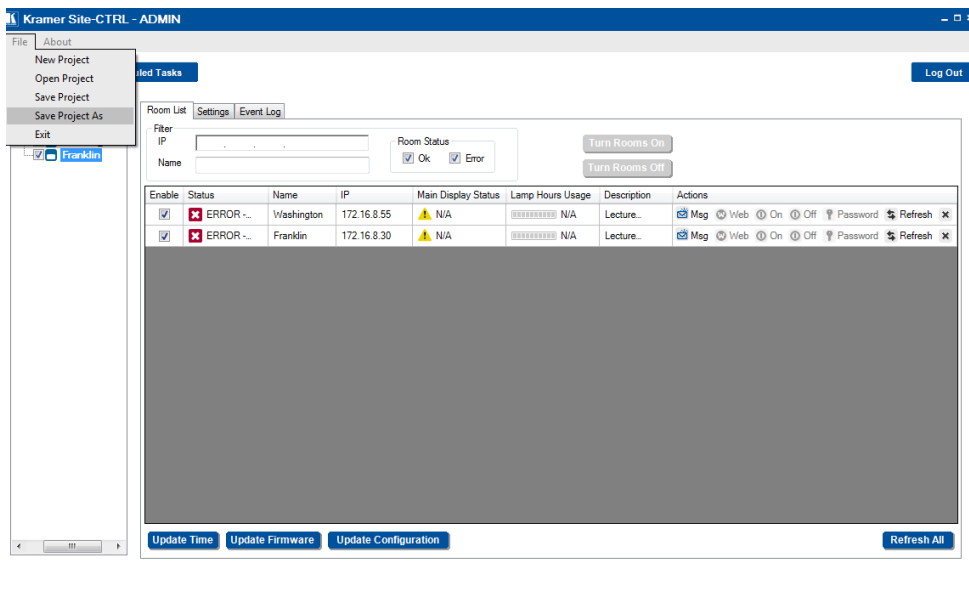 Kramer Site-CTRL - ADMIN
File About
New Project
Open Project
Save Project
Save Project As
Exit
Tasks
Log Out
Franklin
Room List Settings Event Log
Filter
IP . . .
Name
Room Status
Ok Error
Turn Rooms On
Turn Rooms Off
Enable Status Name IP Main Display Status Lamp Hours Usage Description Actions
ERROR -... Washington 172.16.8.55 N/A N/A Lecture... Msg Web On Off Password Refresh
ERROR -... Franklin 172.16.8.30 N/A N/A Lecture... Msg Web On Off Password Refresh
Update Time Update Firmware Update Configuration Refresh All